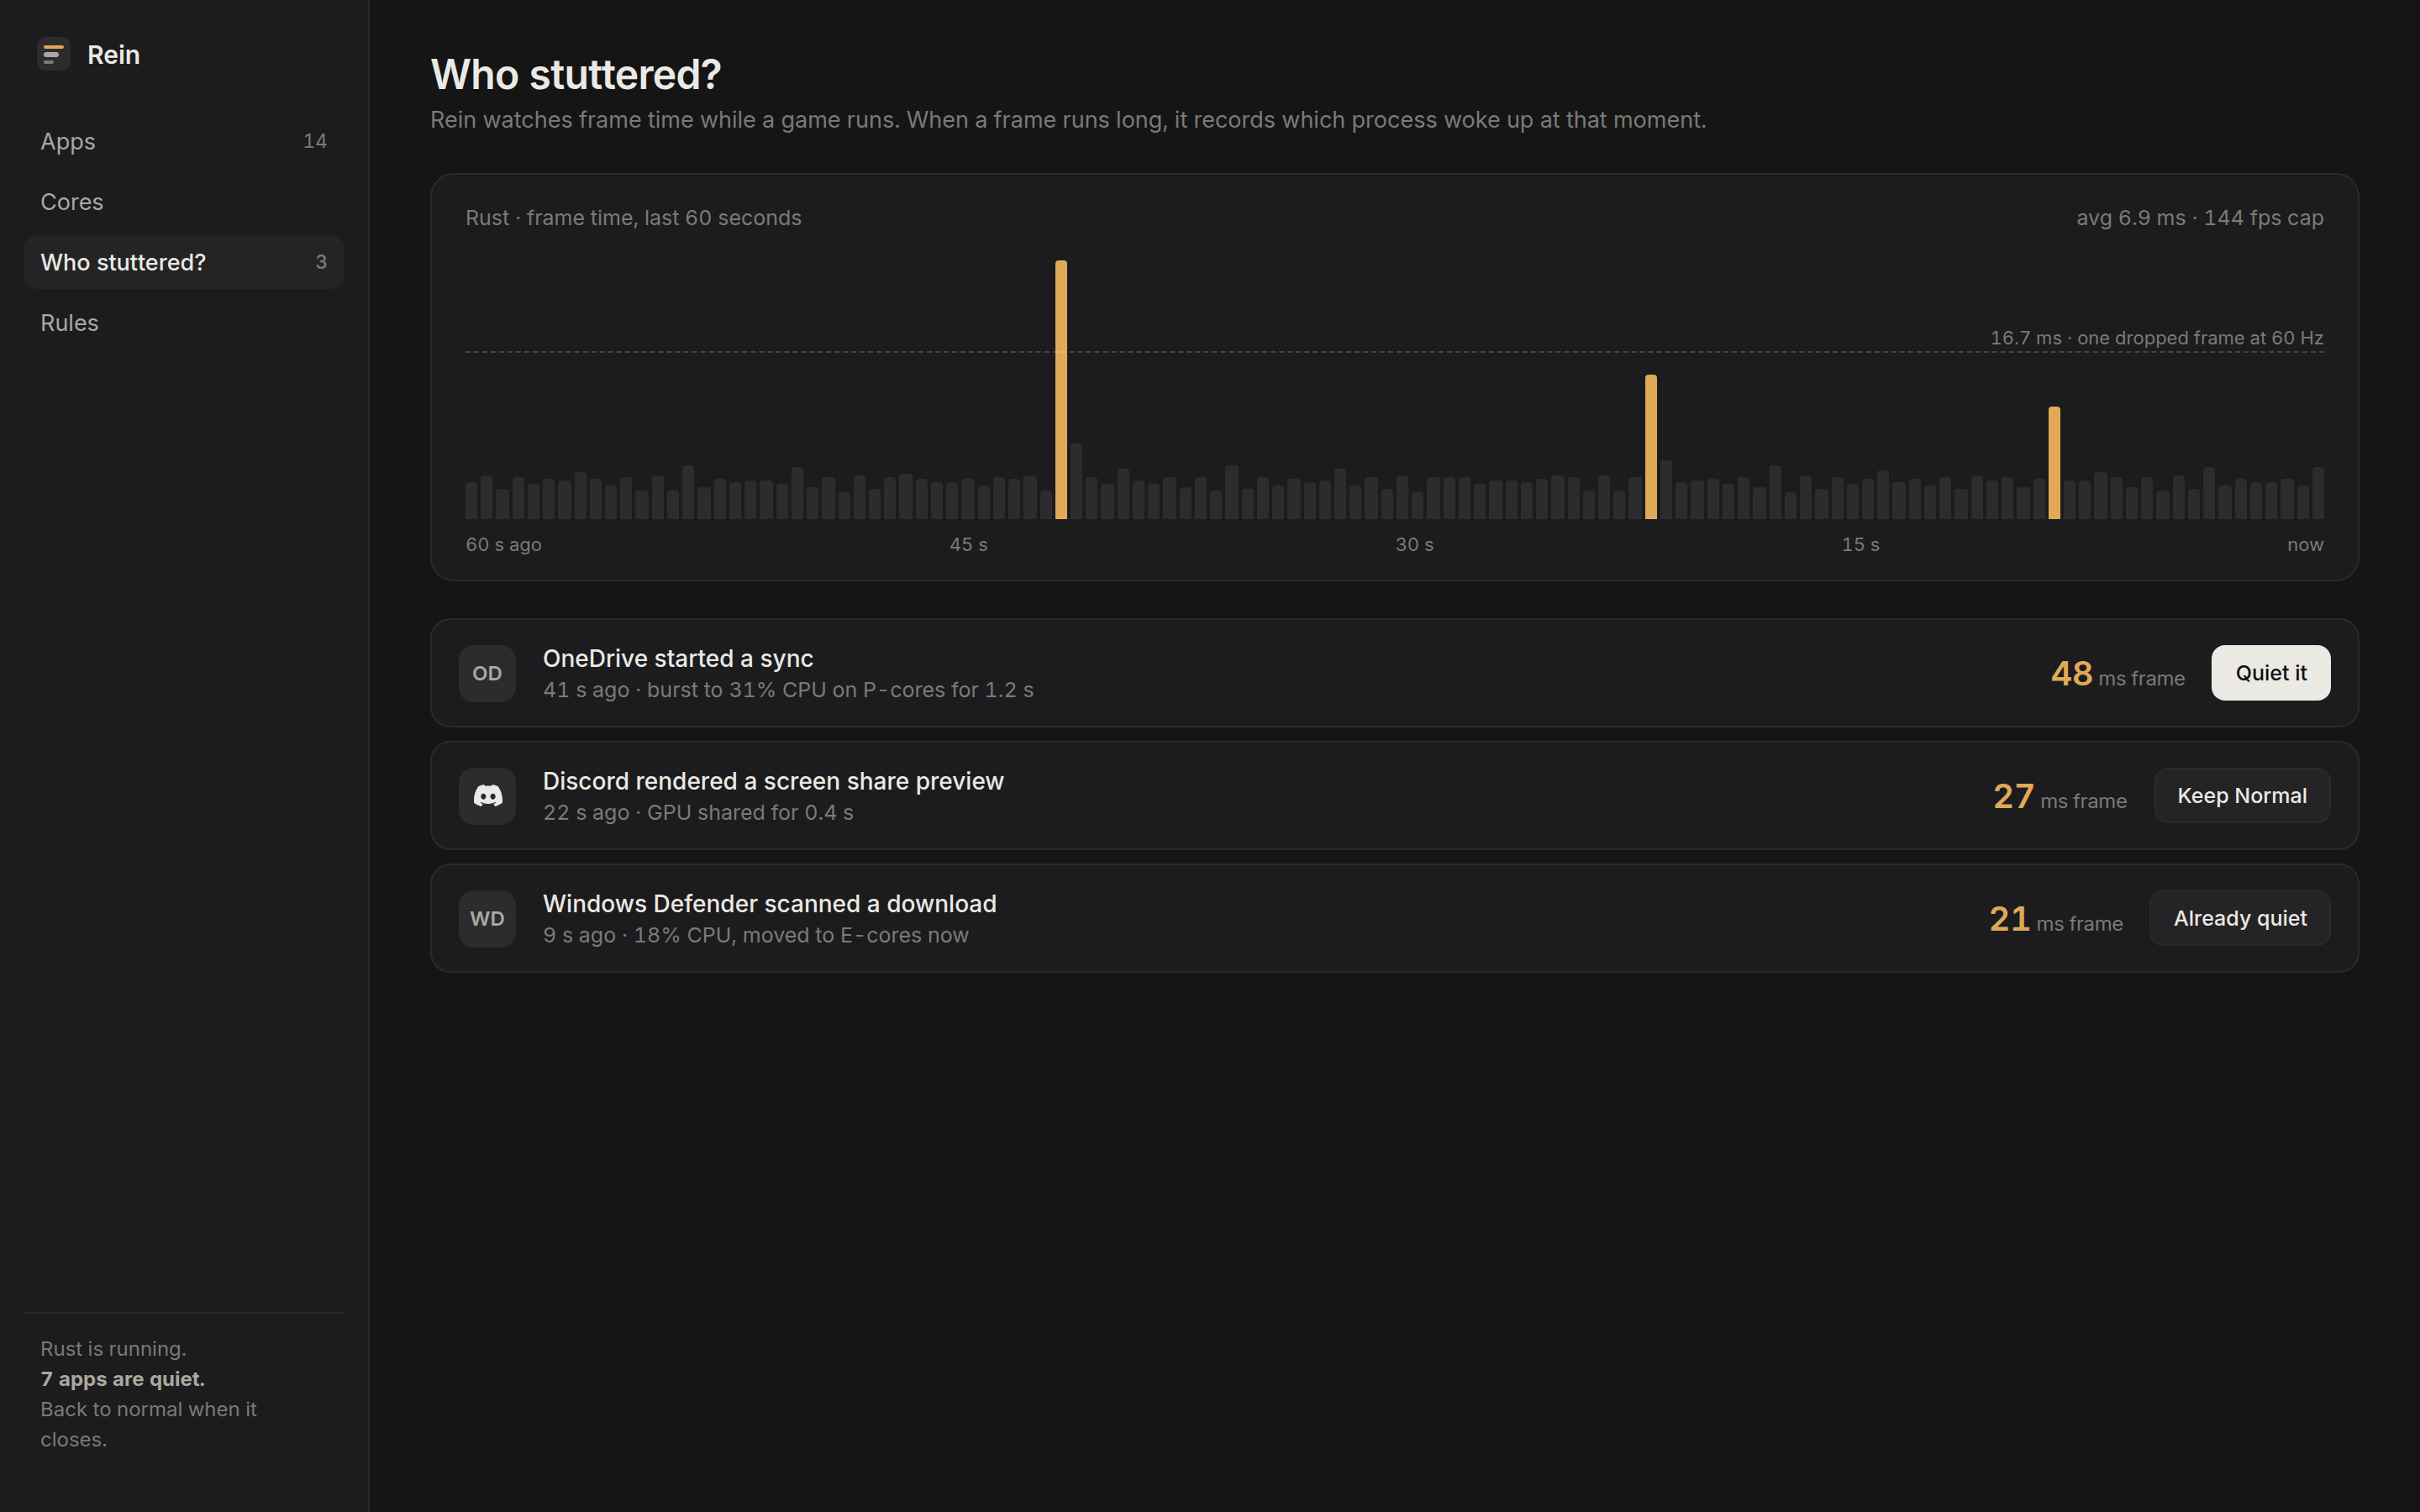 Rein
Apps 14
Cores
Who stuttered? 3
Rules
Rust is running.
7 apps are quiet.
Back to normal when it
closes.
Who stuttered?
Rein watches frame time while a game runs. When a frame runs long, it records which process woke up at that moment.
Rust · frame time, last 60 seconds
avg 6.9 ms · 144 fps cap
16.7 ms · one dropped frame at 60 Hz
60 s ago 45 s 30 s 15 s now
OD
OneDrive started a sync
41 s ago · burst to 31% CPU on P-cores for 1.2 s
48 ms frame
Quiet it
Discord rendered a screen share preview
22 s ago · GPU shared for 0.4 s
27 ms frame
Keep Normal
WD
Windows Defender scanned a download
9 s ago · 18% CPU, moved to E-cores now
21 ms frame
Already quiet